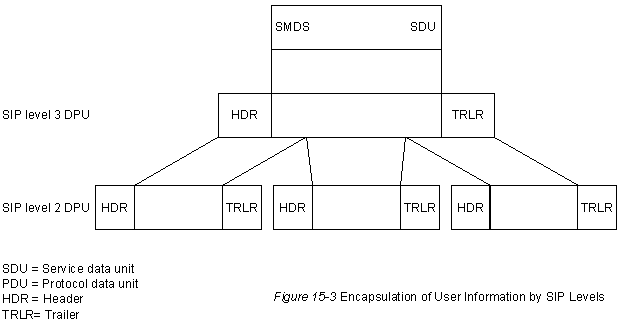 SMDS SDU
SIP level 3 DPU HDR TRLR
SIP level 2 DPU HDR TRLR HDR TRLR HDR TRLR
SDU = Service data unit
PDU = Protocol data unit
HDR = Header
TRLR= Trailer
Figure 15-3 Encapsulation of User Information by SIP Levels